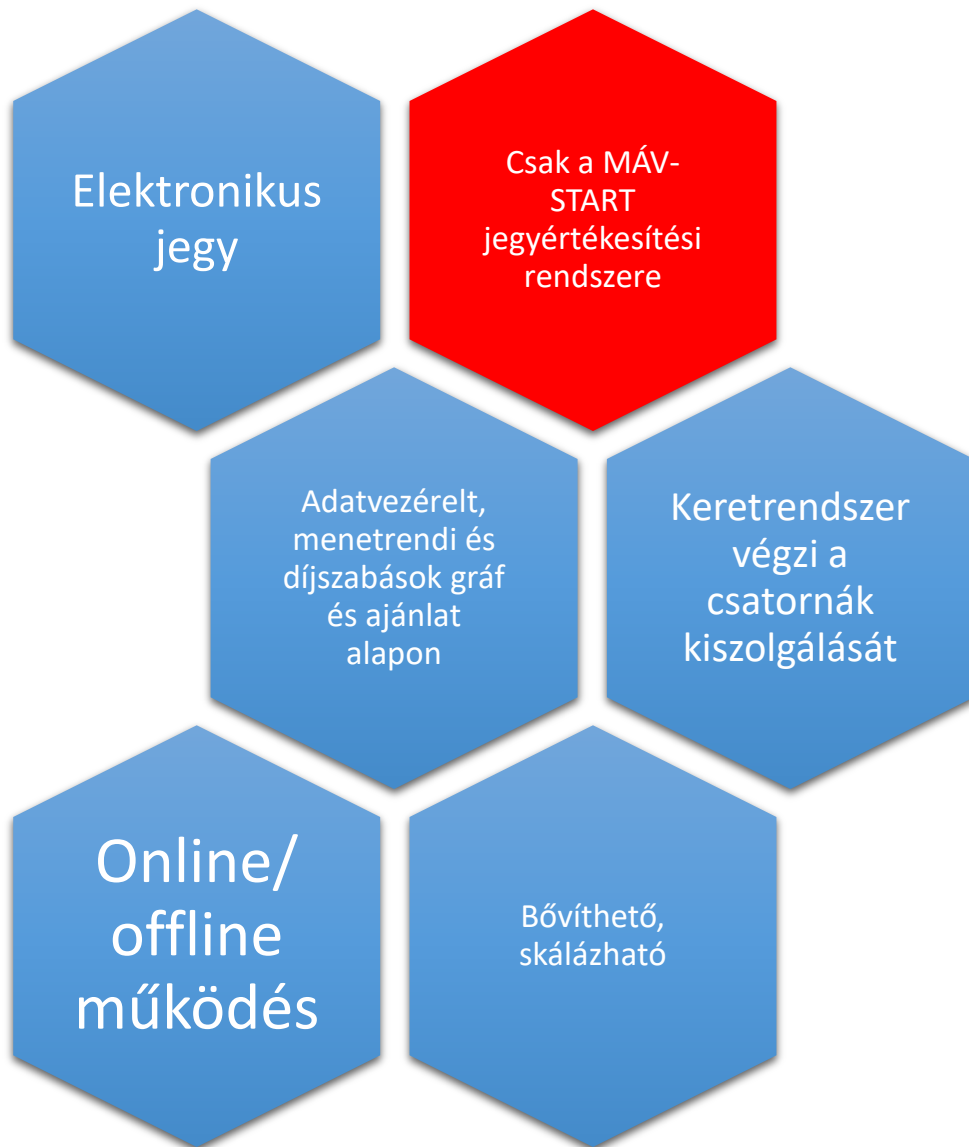 Elektronikus
jegy
Csak a MÁV-
START
jegyértékesítési
rendszere
Adatvezérelt,
menetrendi és
díjszabások gráf
és ajánlat
alapon
Keretrendszer
végzi a
csatornák
kiszolgálását
Online/
offline
működés
Bővíthető,
skálázható